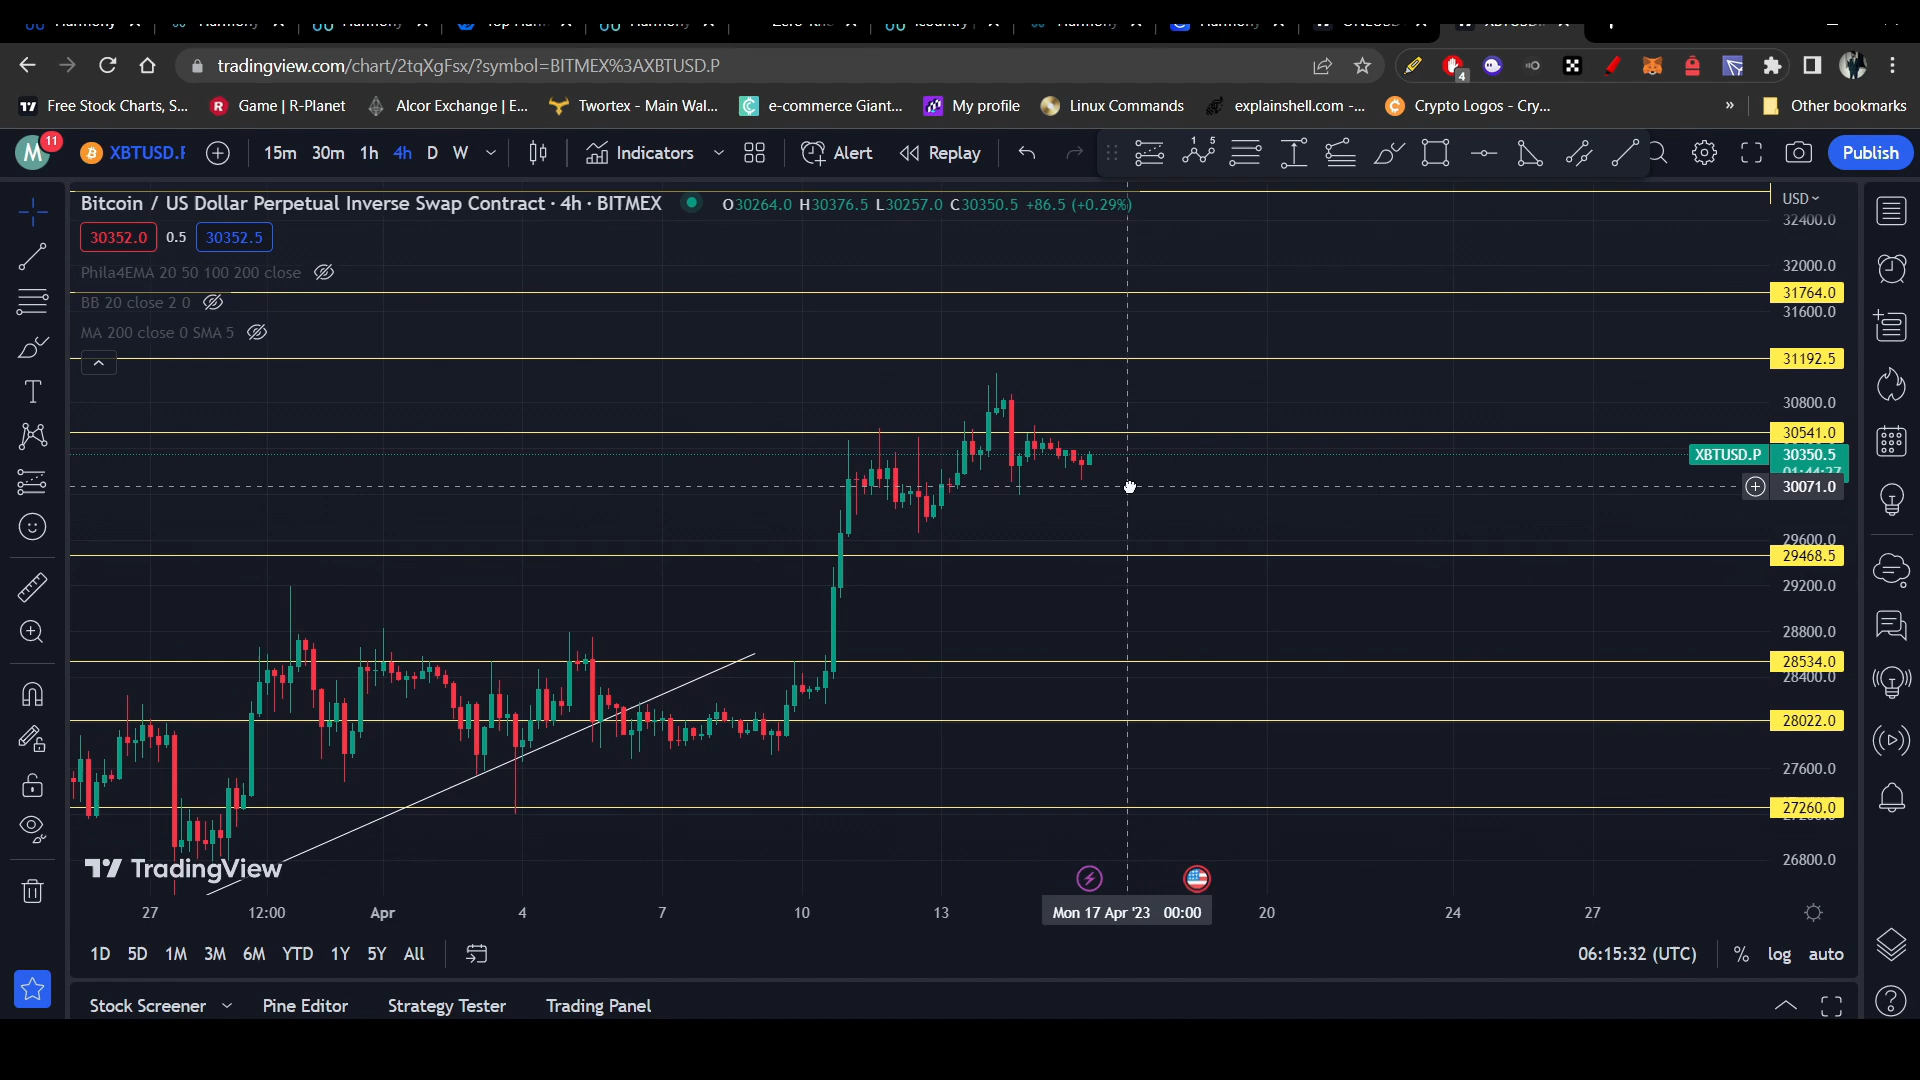 tradingview.com/chart/2tqXgFsx/?symbol=BITMEX%3AXBTUSD.P
4
Free Stock Charts, S...
Game | R-Planet
Alcor Exchange | E...
Twortex - Main Wal...
e-commerce Giant...
My profile
Linux Commands
explainshell.com -...
Crypto Logos - Cry...
»
Other bookmarks
M
11
XBTUSD.P
15m 30m 1h 4h D W
Indicators
Alert
Replay
Publish
Bitcoin / US Dollar Perpetual Inverse Swap Contract · 4h · BITMEX
O30264.0 H30376.5 L30257.0 C30350.5 +86.5 (+0.29%)
USD
30352.0 0.5 30352.5
Phila4EMA 20 50 100 200 close
BB 20 close 2 0
MA 200 close 0 SMA 5
32400.0
32000.0
31764.0
31600.0
31192.5
30800.0
30541.0
XBTUSD.P 30350.5
01:44:27
30071.0
29600.0
29468.5
29200.0
28800.0
28534.0
28400.0
28022.0
27600.0
27260.0
26800.0
TradingView
27 12:00 Apr 4 7 10 13 Mon 17 Apr '23 00:00 20 24 27
1D 5D 1M 3M 6M YTD 1Y 5Y All
06:15:32 (UTC) % log auto
Stock Screener Pine Editor Strategy Tester Trading Panel